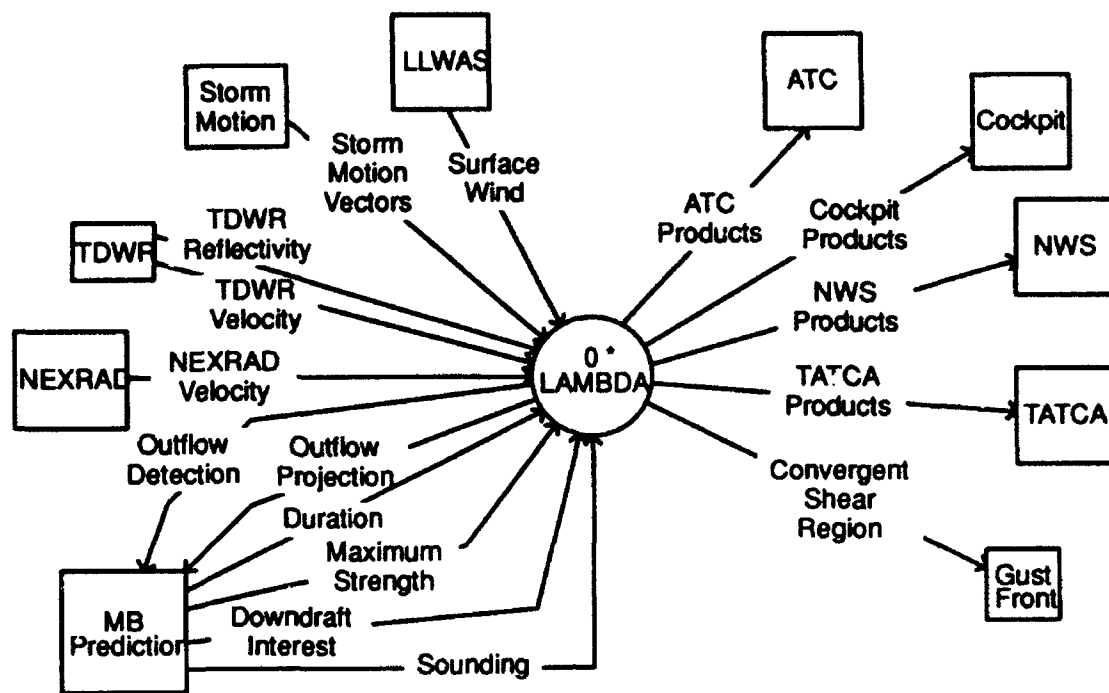 LLWAS
ATC
Storm
Motion
Cockpit
Storm
Motion
Vectors
Surface
Wind
ATC
Products
Cockpit
Products
NWS
TDWR
TDWR
Reflectivity
TDWR
Velocity
NWS
Products
NEXRAD
NEXRAD
Velocity
0 *
LAMBDA
TATCA
Products
TATCA
Outflow
Detection
Outflow
Projection
Convergent
Shear
Region
Duration
Maximum
Strength
Gust
Front
MB
Prediction
Downdraft
Interest
Sounding